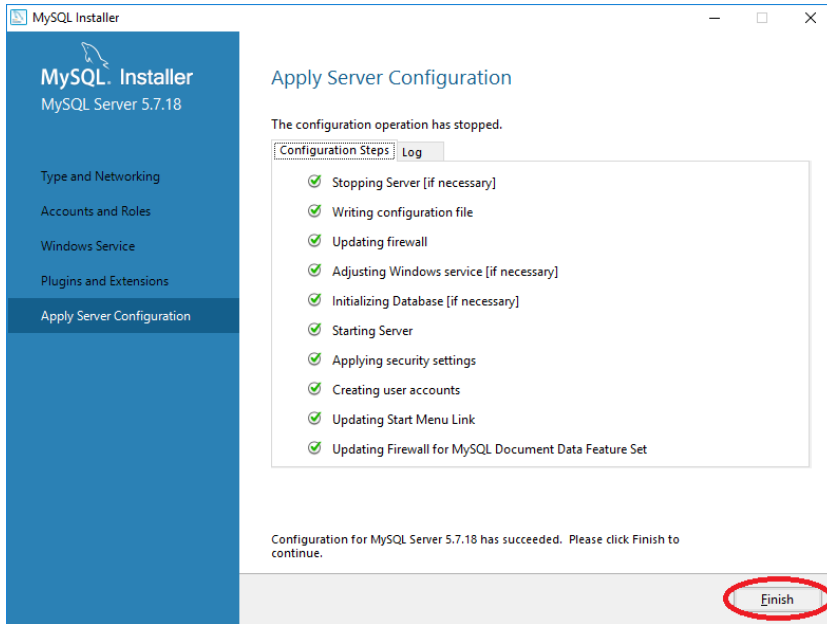 MySQL Installer
MySQL. Installer
MySQL Server 5.7.18
Type and Networking
Accounts and Roles
Windows Service
Plugins and Extensions
Apply Server Configuration
Apply Server Configuration
The configuration operation has stopped.
Configuration Steps Log
Stopping Server [if necessary]
Writing configuration file
Updating firewall
Adjusting Windows service [if necessary]
Initializing Database [if necessary]
Starting Server
Applying security settings
Creating user accounts
Updating Start Menu Link
Updating Firewall for MySQL Document Data Feature Set
Configuration for MySQL Server 5.7.18 has succeeded. Please click Finish to
continue.
Finish